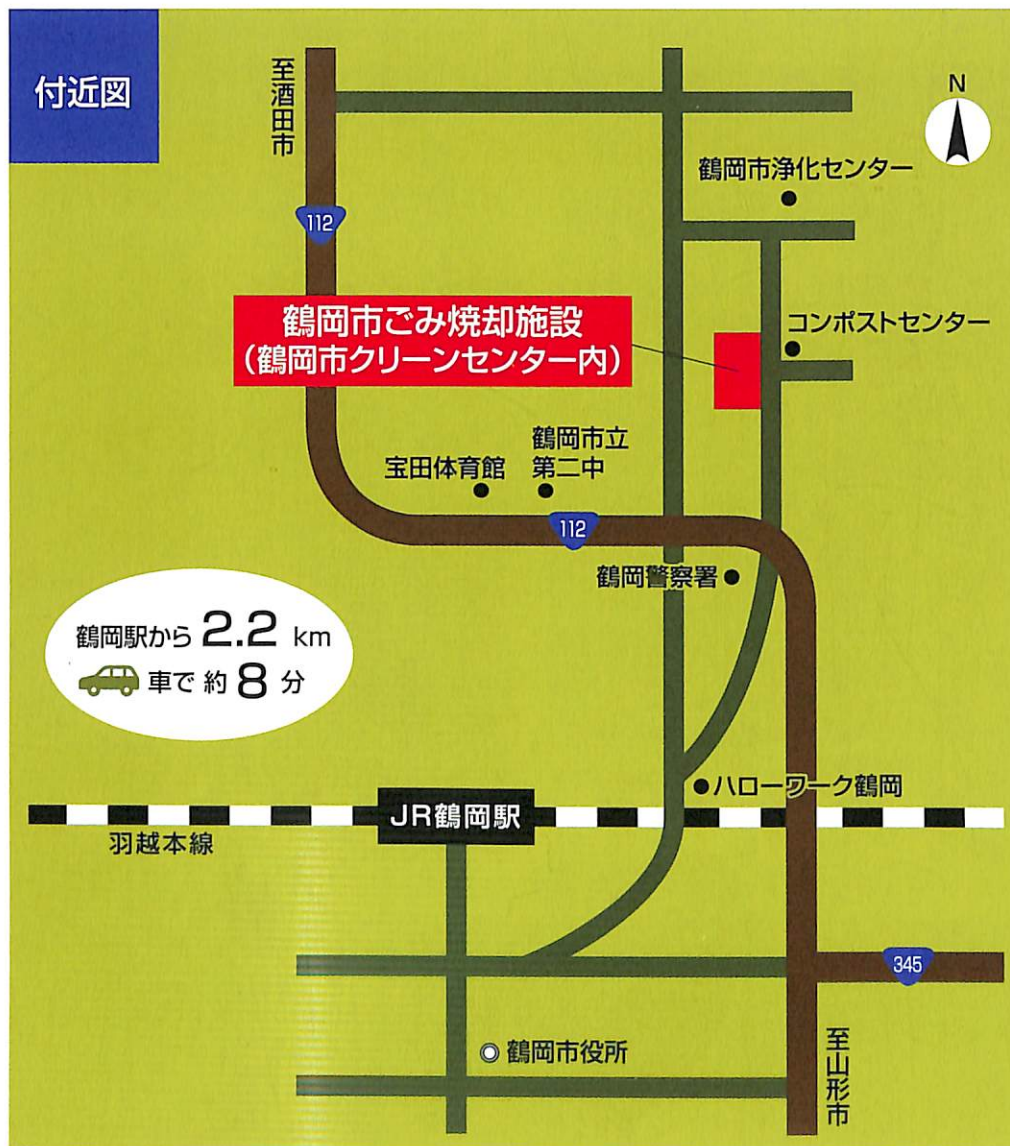 付近図
至酒田市
N
鶴岡市浄化センター
112
鶴岡市ごみ焼却施設
(鶴岡市クリーンセンター内)
コンポストセンター
鶴岡市立
第二中
宝田体育館
112
鶴岡警察署
鶴岡駅から 2.2 km
車で 約 8 分
ハローワーク鶴岡
JR鶴岡駅
羽越本線
345
鶴岡市役所
至山形市